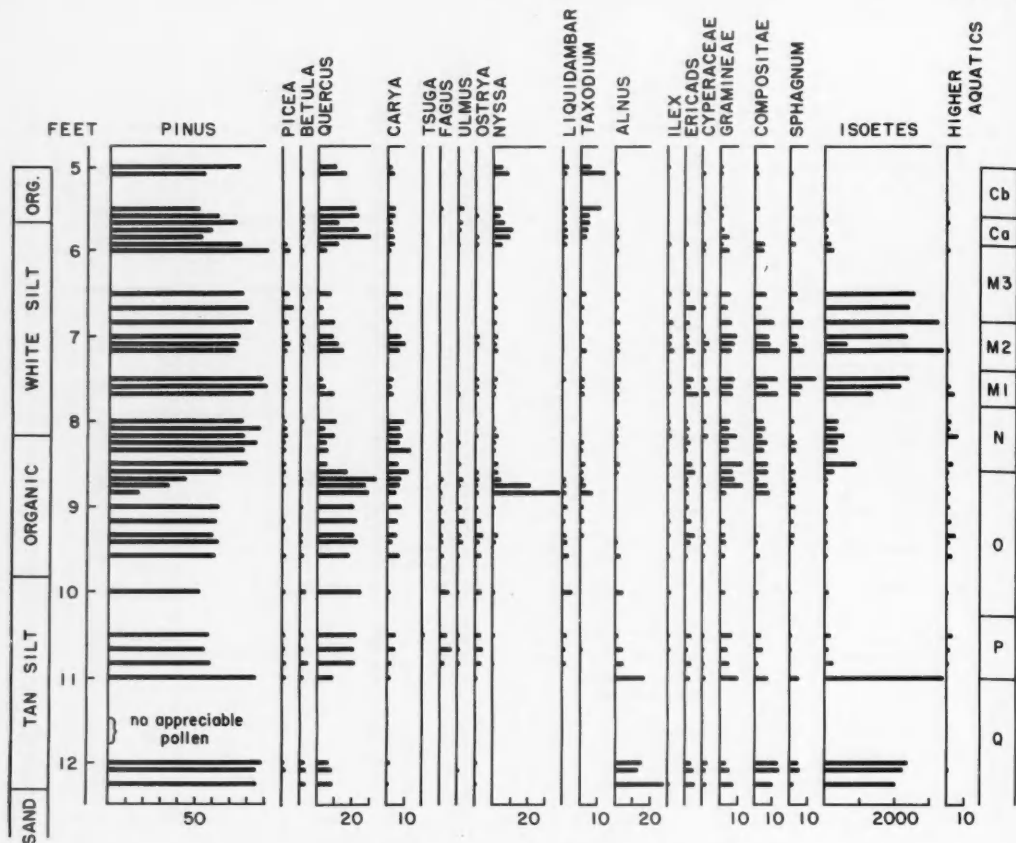 FEET
PINUS
PICEA
BETULA
QUERCUS
CARYA
TSUGA
FAGUS
ULMUS
OSTRYA
NYSSA
LIQUIDAMBAR
TAXODIUM
ALNUS
ILEX
ERICADS
CYPERACEAE
GRAMINEAE
COMPOSITAE
SPHAGNUM
ISOETES
HIGHER
AQUATICS
ORG.
WHITE SILT
ORGANIC
TAN SILT
SAND
5
6
7
8
9
10
11
12
no appreciable
pollen
Cb
Ca
M3
M2
M1
N
O
P
Q
50
20
10
20
10
20
10
10
10
2000
10